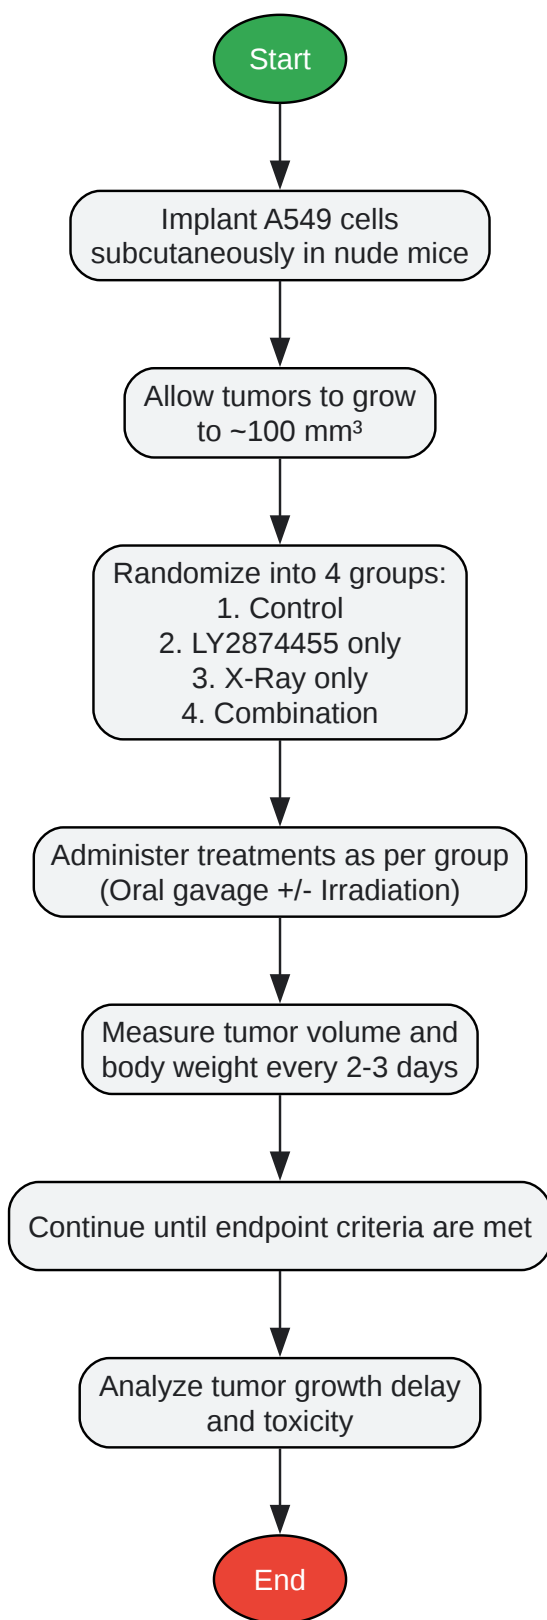 Start
Implant A549 cells
subcutaneously in nude mice
Allow tumors to grow
to ~100 mm³
Randomize into 4 groups:
1. Control
2. LY2874455 only
3. X-Ray only
4. Combination
Administer treatments as per group
(Oral gavage +/- Irradiation)
Measure tumor volume and
body weight every 2-3 days
Continue until endpoint criteria are met
Analyze tumor growth delay
and toxicity
End